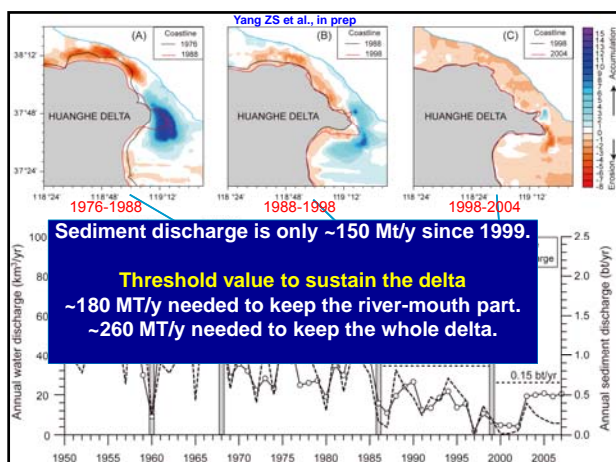 Yang ZS et al., in prep
(A)
Coastline
1976
1988
(B)
Coastline
1988
1998
(C)
Coastline
1998
2004
38°12'
37°48'
37°24'
HUANGHE DELTA
HUANGHE DELTA
HUANGHE DELTA
118°24'
118°48'
119°12'
118°24'
118°48'
119°12'
118°24'
118°48'
119°12'
Accumulation
Erosion
1976-1988
1988-1998
1998-2004
Sediment discharge is only ~150 Mt/y since 1999.
Threshold value to sustain the delta
~180 MT/y needed to keep the river-mouth part.
~260 MT/y needed to keep the whole delta.
Annual water discharge (km³/yr)
100
80
60
40
20
0
Annual sediment discharge (bt/yr)
2.5
2.0
1.5
1.0
0.5
0.0
0.15 bt/yr
1950 1955 1960 1965 1970 1975 1980 1985 1990 1995 2000 2005